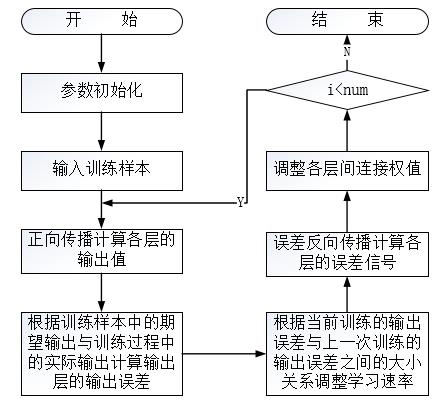 开 始
参数初始化
输入训练样本
正向传播计算各层的
输出值
根据训练样本中的期
望输出与训练过程中
的实际输出计算输出
层的输出误差
根据当前训练的输出
误差与上一次训练的
输出误差之间的大小
关系调整学习速率
误差反向传播计算各
层的误差信号
调整各层间连接权值
i<num
Y
N
结 束